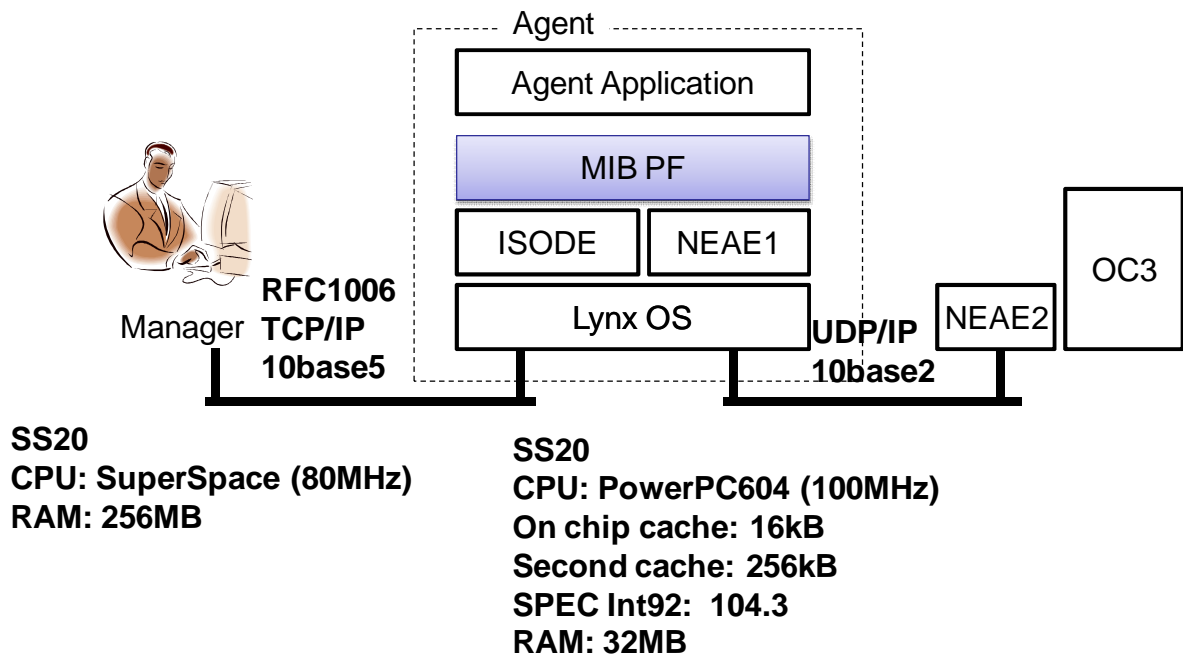 Agent
Agent Application
MIB PF
ISODE
NEAE1
Lynx OS
Manager
RFC1006
TCP/IP
10base5
UDP/IP
10base2
NEAE2
OC3
SS20
CPU: SuperSpace (80MHz)
RAM: 256MB
SS20
CPU: PowerPC604 (100MHz)
On chip cache: 16kB
Second cache: 256kB
SPEC Int92: 104.3
RAM: 32MB